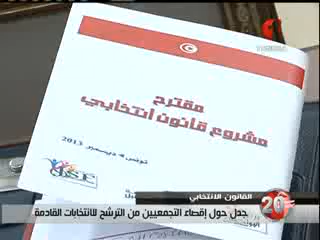 مقترح
مشروع قانون انتخابي
تونس 4 ديسمبر 2013
القانون الانتخابي
20
جدل حول إقصاء التجمعيين من الترشح للانتخابات القادمة